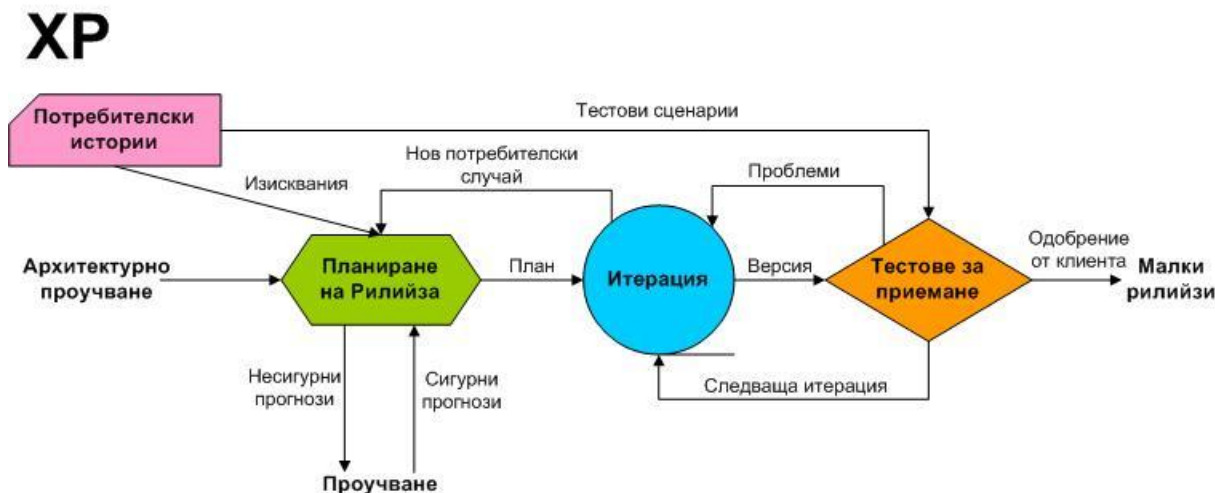 XP
Потребителски
истории
Тестови сценарии
Нов потребителски
случай
Проблеми
Изисквания
Архитектурно
проучване
Планиране
на Рилийза
План
Итерация
Версия
Тестове за
приемане
Одобрение
от клиента
Малки
рилийзи
Несигурни
прогнози
Сигурни
прогнози
Следваща итерация
Проучване